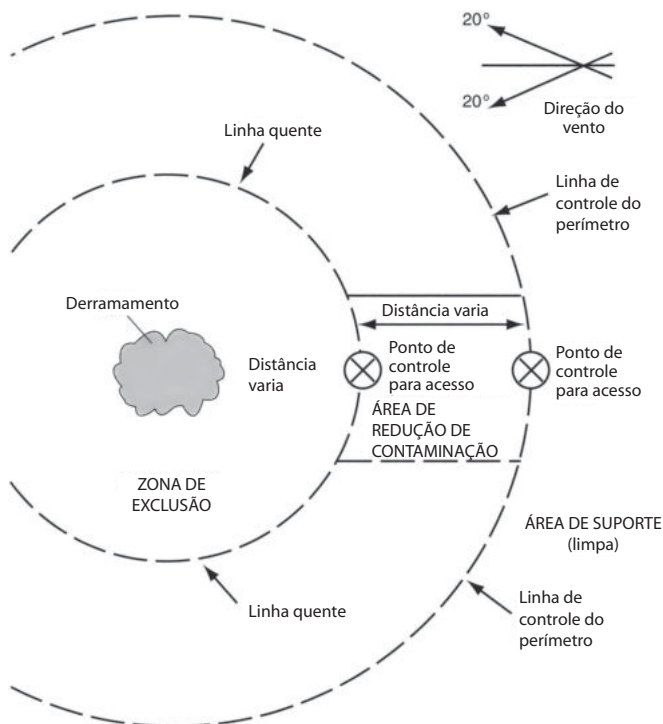 20°
20°
Direção do
vento
Linha quente
Linha de
controle do
perímetro
Derramamento
Distância varia
Distância
varia
Ponto de
controle
para acesso
Ponto de
controle
para acesso
ÁREA DE
REDUÇÃO DE
CONTAMINAÇÃO
ZONA DE
EXCLUSÃO
ÁREA DE SUPORTE
(limpa)
Linha quente
Linha de
controle do
perímetro